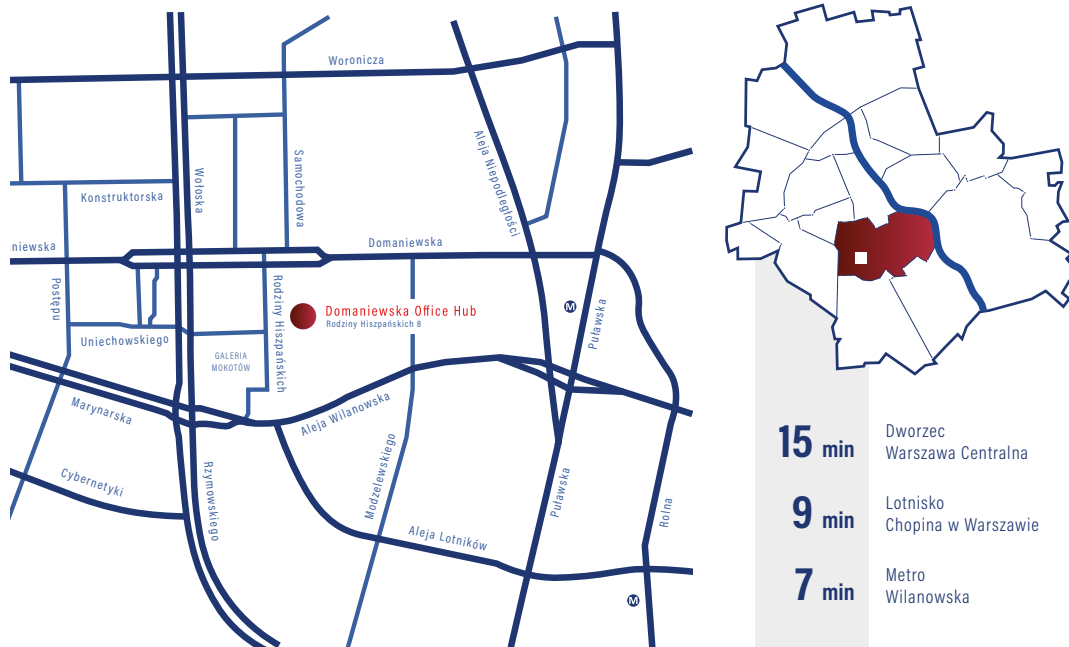 Woronicza
Aleja Niepodległości
Samochodowa
Wołoska
Konstruktorska
niewska
Domaniewska
Postępu
Rodziny Hiszpańskich
Domaniewska Office Hub
Rodziny Hiszpańskich 8
M
Puławska
Uniechowskiego
GALERIA
MOKOTÓW
Marynarska
Aleja Wilanowska
Cybernetyki
Rzymowskiego
Modzelewskiego
Puławska
Rolna
Aleja Lotników
M
15 min
Dworzec
Warszawa Centralna
9 min
Lotnisko
Chopina w Warszawie
7 min
Metro
Wilanowska